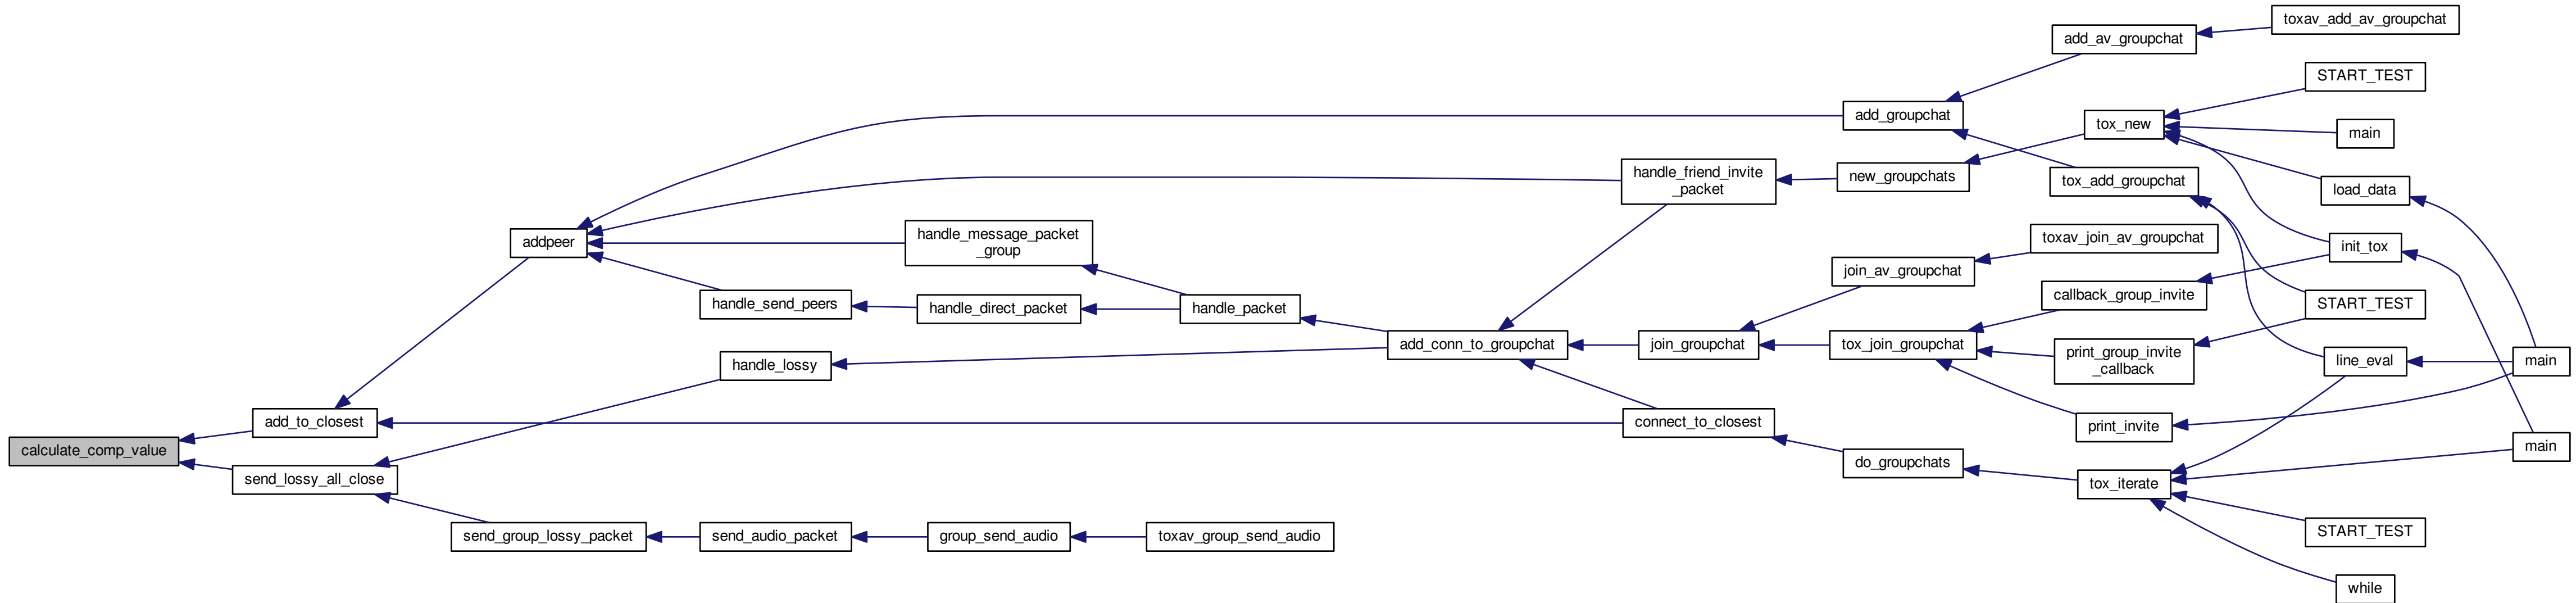 toxav_add_av_groupchat
add_av_groupchat
START_TEST
add_groupchat
tox_new
main
handle_friend_invite
_packet
new_groupchats
tox_add_groupchat
load_data
addpeer
handle_message_packet
_group
toxav_join_av_groupchat
init_tox
join_av_groupchat
callback_group_invite
handle_send_peers
handle_direct_packet
handle_packet
START_TEST
add_conn_to_groupchat
join_groupchat
tox_join_groupchat
print_group_invite
_callback
line_eval
main
handle_lossy
add_to_closest
connect_to_closest
print_invite
calculate_comp_value
main
do_groupchats
send_lossy_all_close
tox_iterate
send_group_lossy_packet
send_audio_packet
group_send_audio
toxav_group_send_audio
START_TEST
while